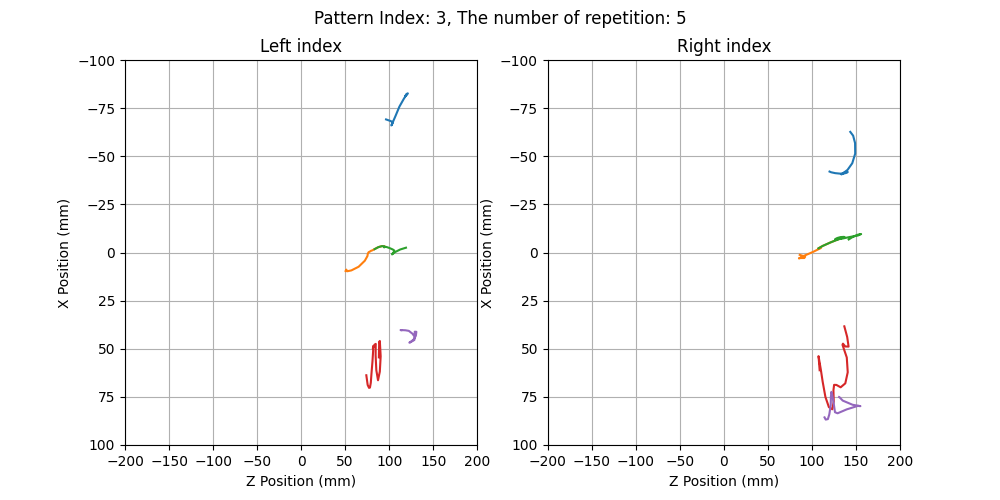 Pattern Index: 3, The number of repetition: 5
Left index
Right index
−100
−75
−50
−25
0
25
50
75
100
−200 −150 −100 −50 0 50 100 150 200
Z Position (mm)
X Position (mm)
−100
−75
−50
−25
0
25
50
75
100
−200 −150 −100 −50 0 50 100 150 200
Z Position (mm)
X Position (mm)